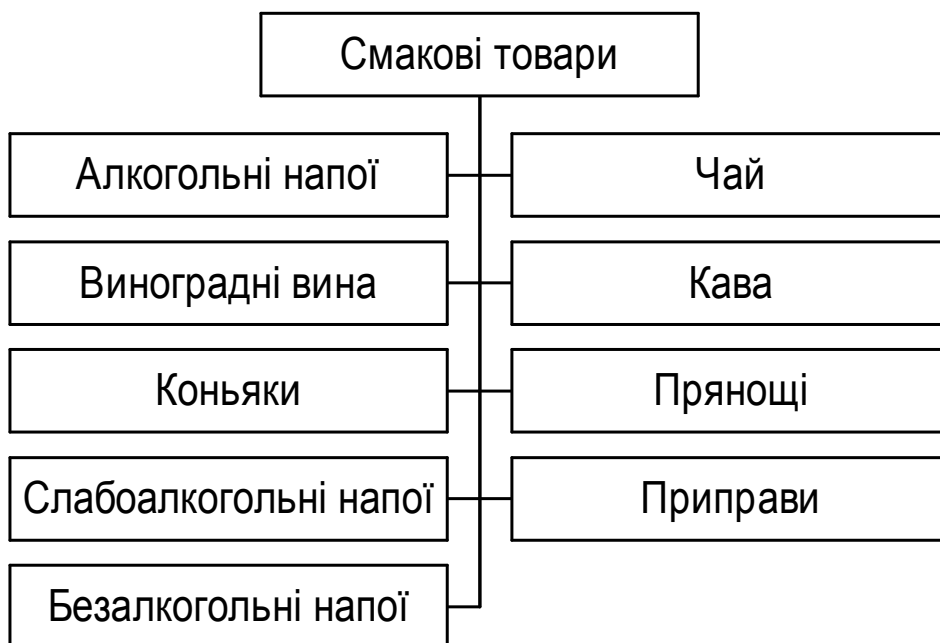 Смакові товари
Алкогольні напої
Чай
Виноградні вина
Кава
Коньяки
Прянощі
Слабоалкогольні напої
Приправи
Безалкогольні напої